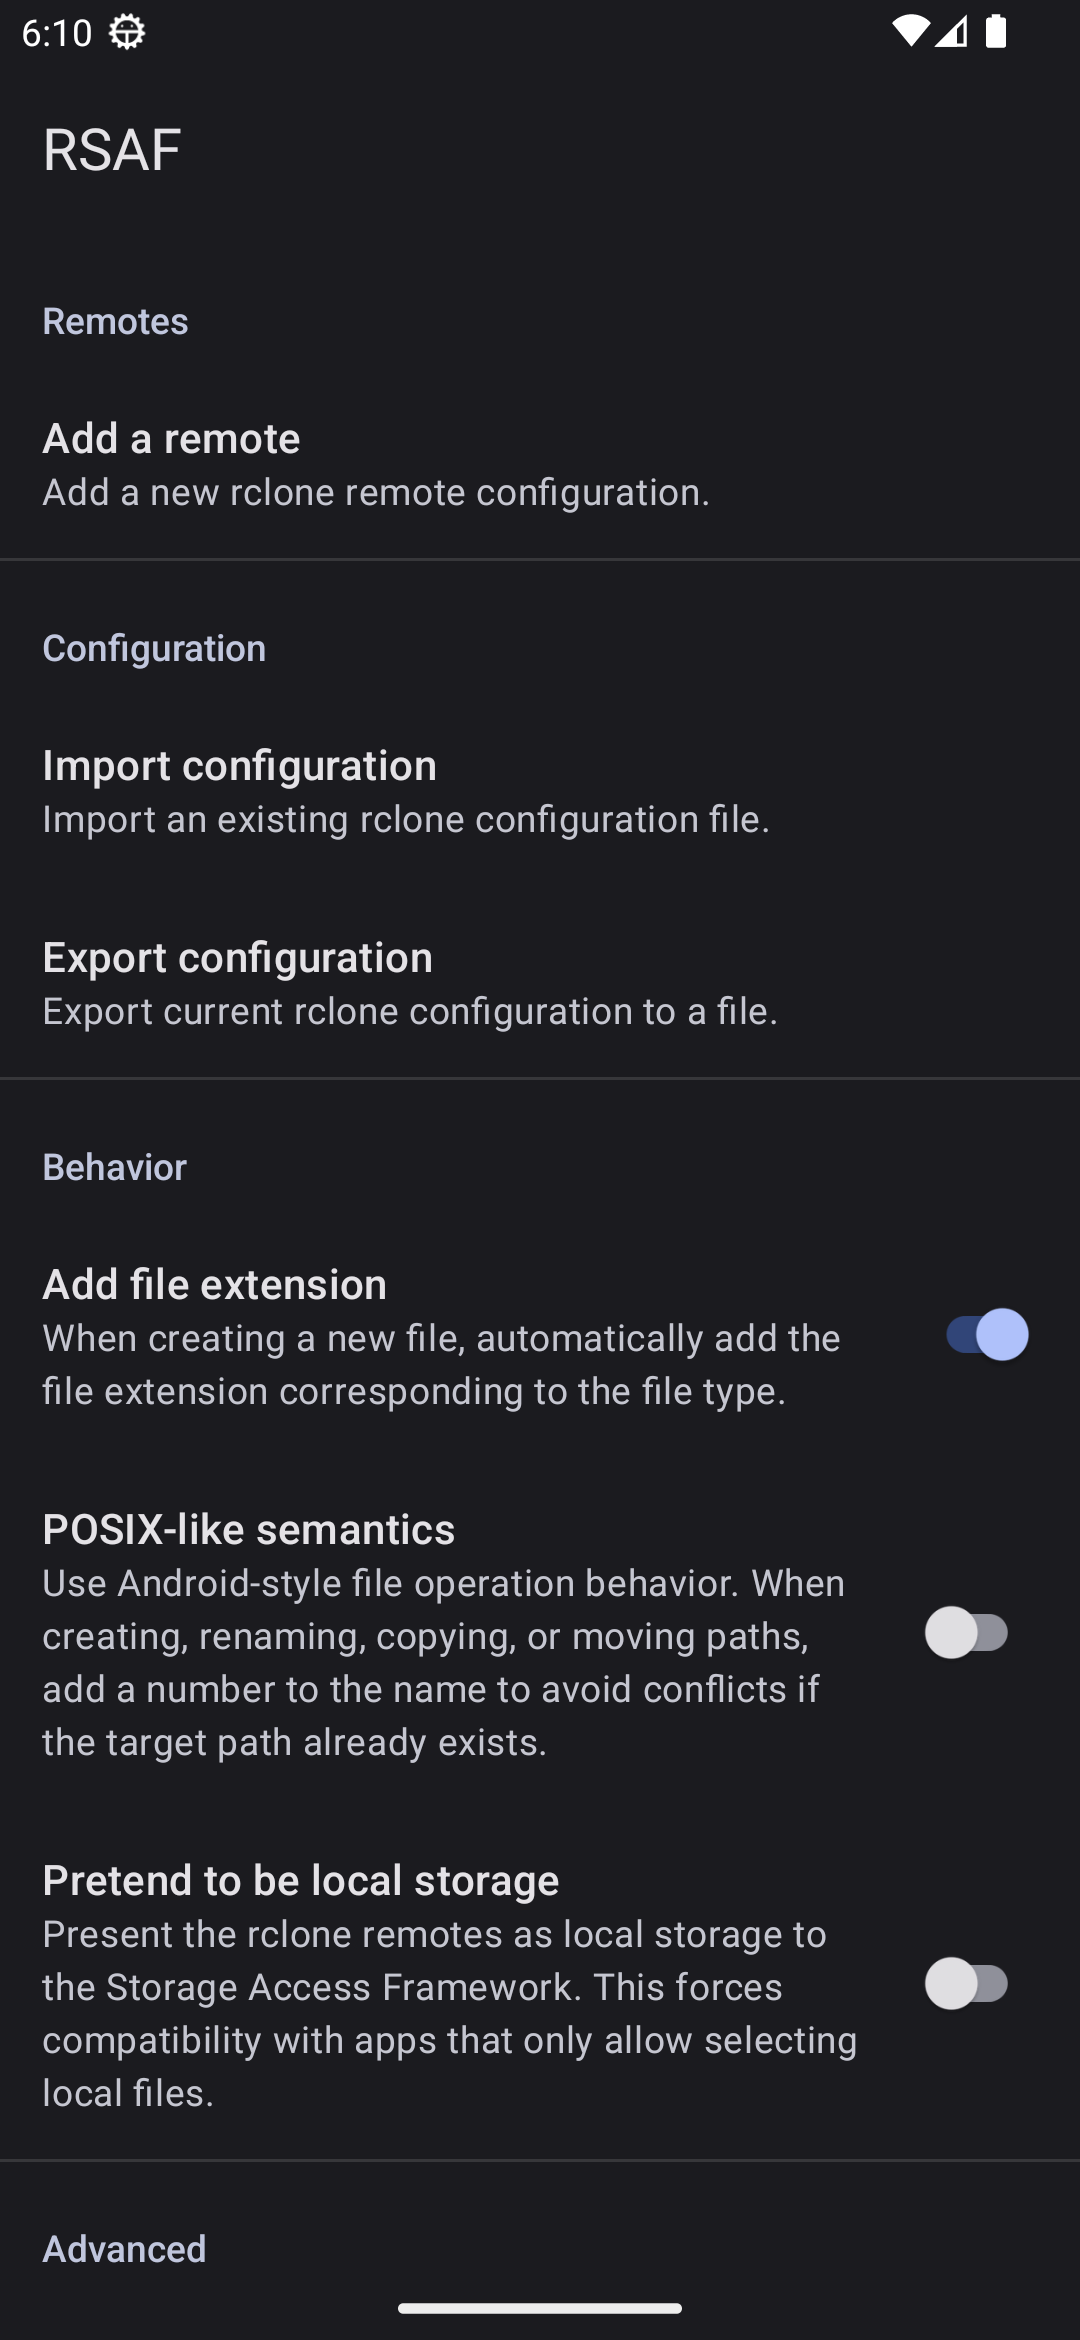 6:10
RSAF
Remotes
Add a remote
Add a new rclone remote configuration.
Configuration
Import configuration
Import an existing rclone configuration file.
Export configuration
Export current rclone configuration to a file.
Behavior
Add file extension
When creating a new file, automatically add the
file extension corresponding to the file type.
POSIX-like semantics
Use Android-style file operation behavior. When
creating, renaming, copying, or moving paths,
add a number to the name to avoid conflicts if
the target path already exists.
Pretend to be local storage
Present the rclone remotes as local storage to
the Storage Access Framework. This forces
compatibility with apps that only allow selecting
local files.
Advanced